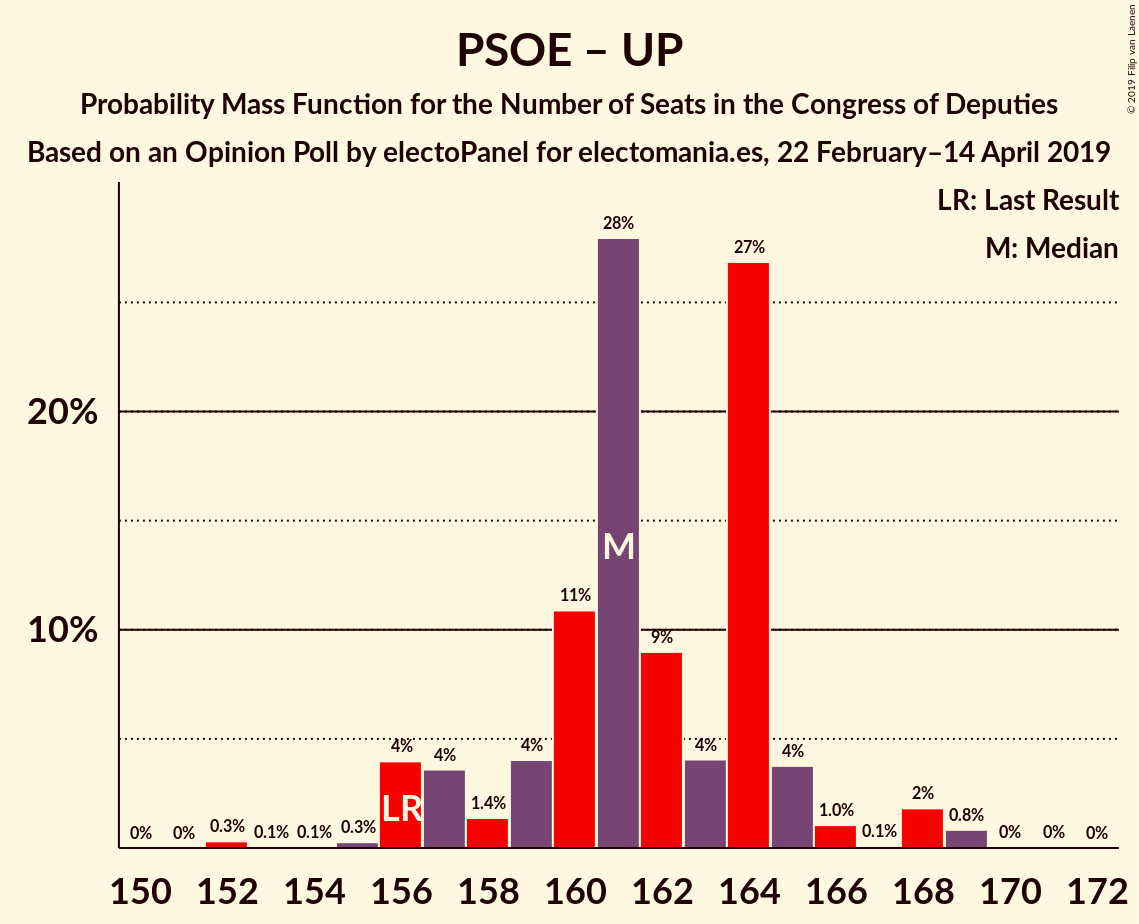 © 2019 Filip van Laenen
PSOE – UP
Probability Mass Function for the Number of Seats in the Congress of Deputies
Based on an Opinion Poll by electoPanel for electomania.es, 22 February–14 April 2019
LR: Last Result
M: Median
20%
10%
0% 0% 0.3% 0.1% 0.1% 0.3% 4% 4% 1.4% 4% 11% 28% 9% 4% 27% 4% 1.0% 0.1% 2% 0.8% 0% 0% 0%
LR
M
150 152 154 156 158 160 162 164 166 168 170 172